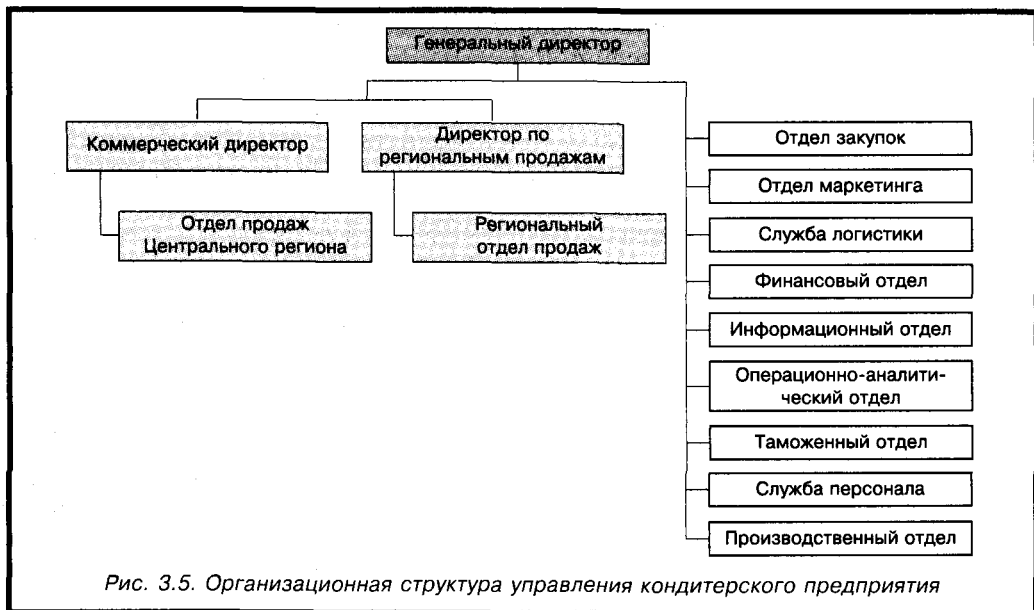 Генеральный директор
Коммерческий директор
Директор по
региональным продажам
Отдел продаж
Центрального региона
Региональный
отдел продаж
Отдел закупок
Отдел маркетинга
Служба логистики
Финансовый отдел
Информационный отдел
Операционно-аналити-
ческий отдел
Таможенный отдел
Служба персонала
Производственный отдел
Рис. 3.5. Организационная структура управления кондитерского предприятия